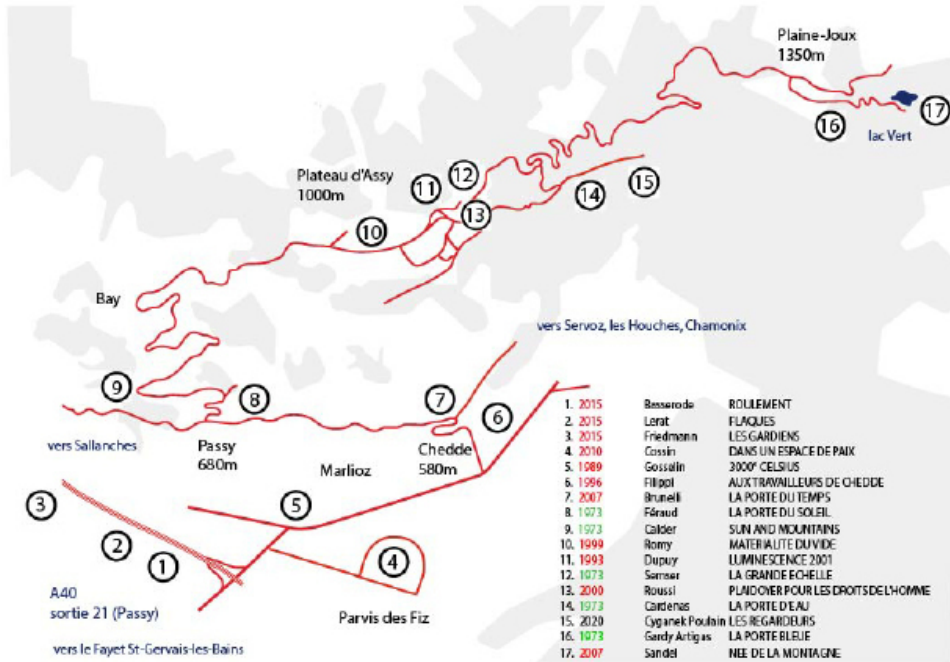 Plaine-Joux
1350m
17
16
lac Vert
12
11
15
Plateau d'Assy
1000m
14
13
10
Bay
vers Servoz, les Houches, Chamonix
9
8
7
6
vers Sallanches
Passy
680m
Chedde
580m
Marlioz
5
3
2
1
4
A40
sortie 21 (Passy)
Parvis des Fiz
vers le Fayet St-Gervais-les-Bains
1. 2015 Basserode ROULEMENT
2. 2015 Lerat FLAQUES
3. 2015 Friedmann LES GARDIENS
4. 2010 Cossin DANS UN ESPACE DE PAIX
5. 1989 Gosselin 3000° CELSIUS
6. 1996 Filippi AUX TRAVAILLEURS DE CHEDDE
7. 2007 Brunelli LA PORTE DU TEMPS
8. 1973 Féraud LA PORTE DU SOLEIL
9. 1973 Calder SUN AND MOUNTAINS
10. 1999 Romy MATERIALITE DU VIDE
11. 1993 Dupuy LUMINESCENCE 2001
12. 1973 Semser LA GRANDE ECHELLE
13. 2000 Roussi PLAIDOYER POUR LES DROITS DE L'HOMME
14. 1973 Cardenas LA PORTE D'EAU
15. 2020 Cyganek Poulain LES REGARDEURS
16. 1973 Gardy Artigas LA PORTE BLEUE
17. 2007 Sandel NEE DE LA MONTAGNE